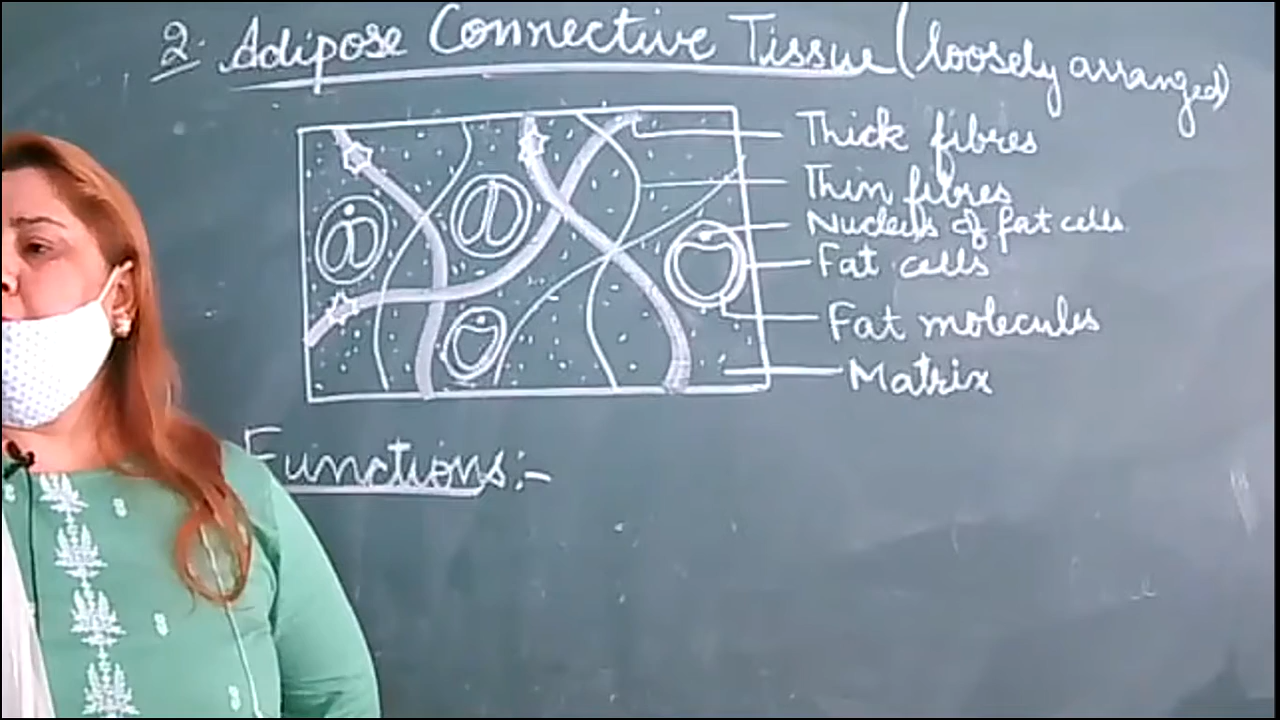 2. Adipose Connective Tissue (loosely arranged)
Thick fibres
Thin fibres
Nucleus of fat cells
Fat cells
Fat molecules
Matrix
Functions:-